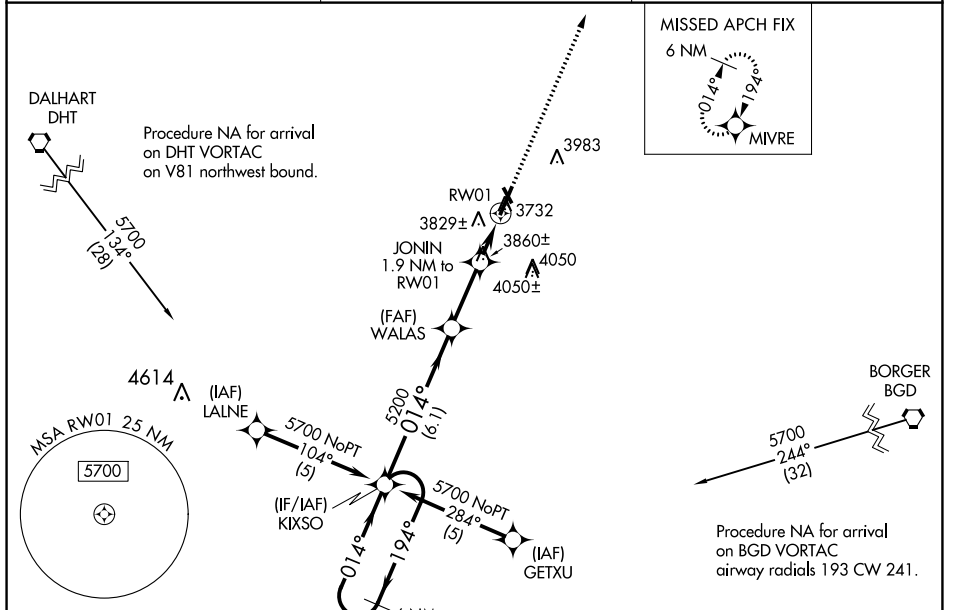 MISSED APCH FIX
6 NM
014°
194°
MIVRE
DALHART
DHT
Procedure NA for arrival
on DHT VORTAC
on V81 northwest bound.
5700
134°
(28)
3983
RW01
3732
3829±
3860±
JONIN
1.9 NM to
RW01
4050
4050±
(FAF)
WALAS
4614
(IAF)
LALNE
5200
014°
(6.1)
BORGER
BGD
5700
244°
(32)
MSA RW01 25 NM
5700
5700 NoPT
104°
(5)
(IF/IAF)
KIXSO
5700 NoPT
284°
(5)
(IAF)
GETXU
014°
194°
Procedure NA for arrival
on BGD VORTAC
airway radials 193 CW 241.